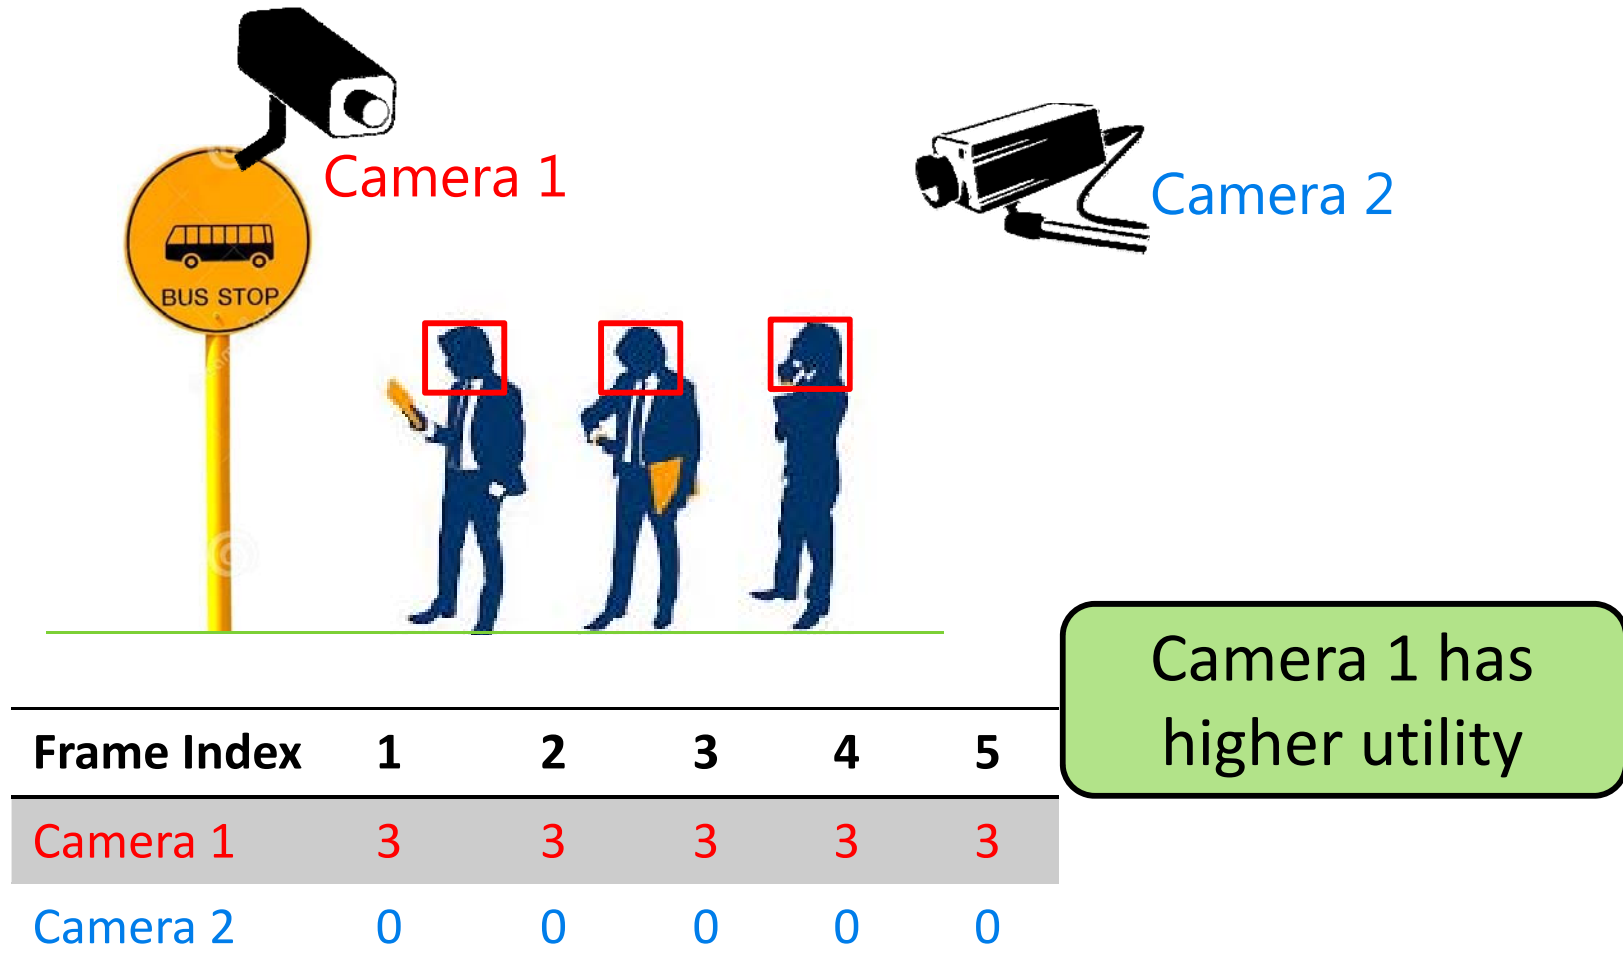 Camera 1
Camera 2
BUS STOP
Camera 1 has
higher utility
Frame Index 1 2 3 4 5
Camera 1 3 3 3 3 3
Camera 2 0 0 0 0 0